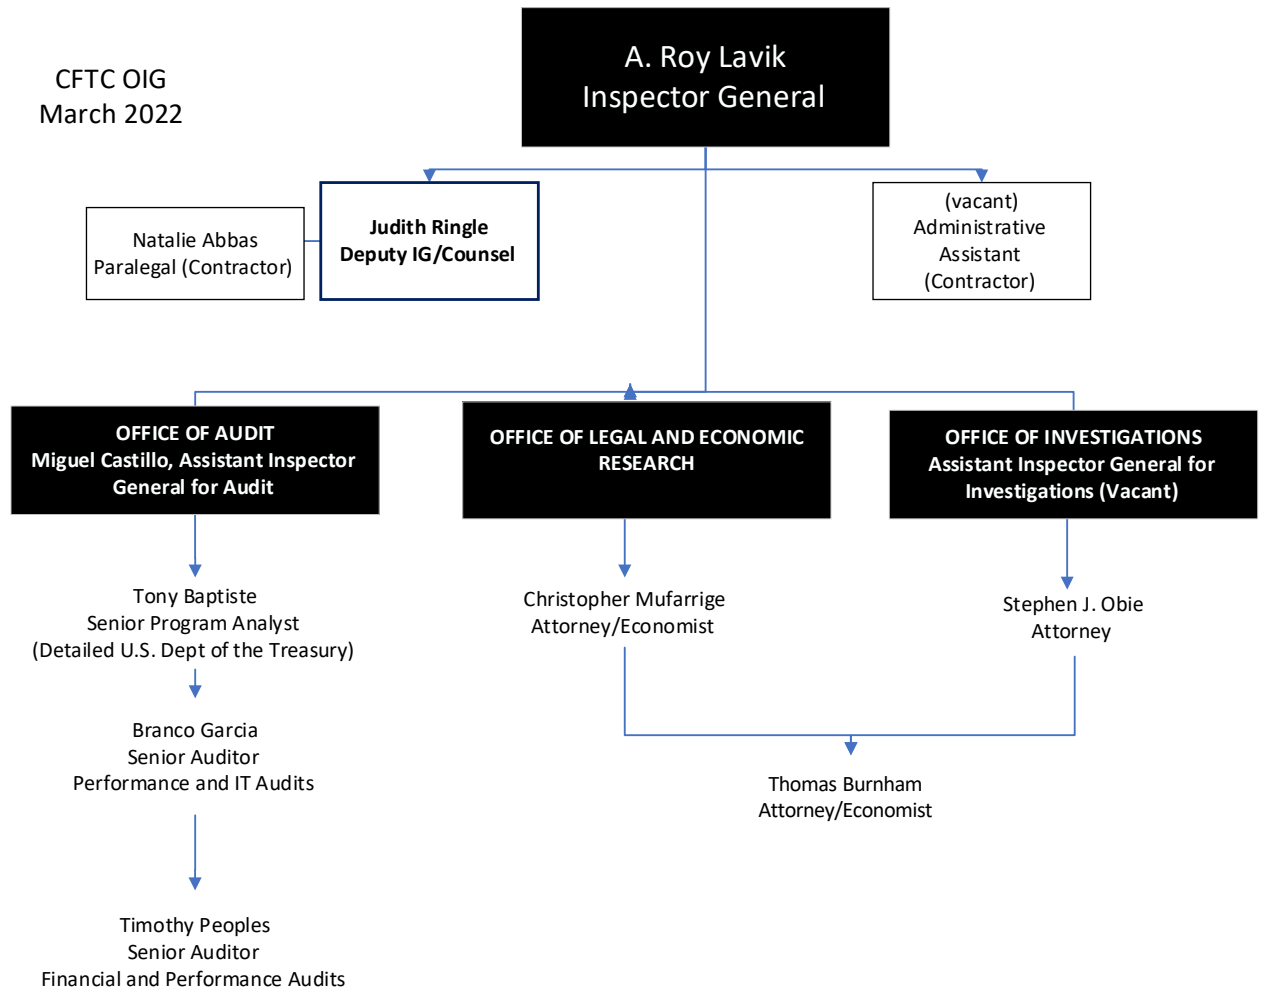 CFTC OIG
March 2022
A. Roy Lavik
Inspector General
Natalie Abbas
Paralegal (Contractor)
Judith Ringle
Deputy IG/Counsel
(vacant)
Administrative
Assistant
(Contractor)
OFFICE OF AUDIT
Miguel Castillo, Assistant Inspector
General for Audit
OFFICE OF LEGAL AND ECONOMIC
RESEARCH
OFFICE OF INVESTIGATIONS
Assistant Inspector General for
Investigations (Vacant)
Tony Baptiste
Senior Program Analyst
(Detailed U.S. Dept of the Treasury)
Christopher Mufarrige
Attorney/Economist
Stephen J. Obie
Attorney
Branco Garcia
Senior Auditor
Performance and IT Audits
Thomas Burnham
Attorney/Economist
Timothy Peoples
Senior Auditor
Financial and Performance Audits